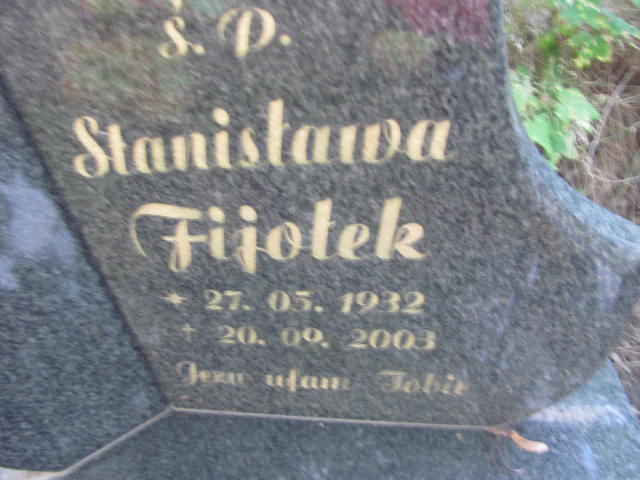 Ś. P.
Stanisława
Fijołek
* 27. 05. 1932
† 20. 09. 2003
Jezu ufam Tobie